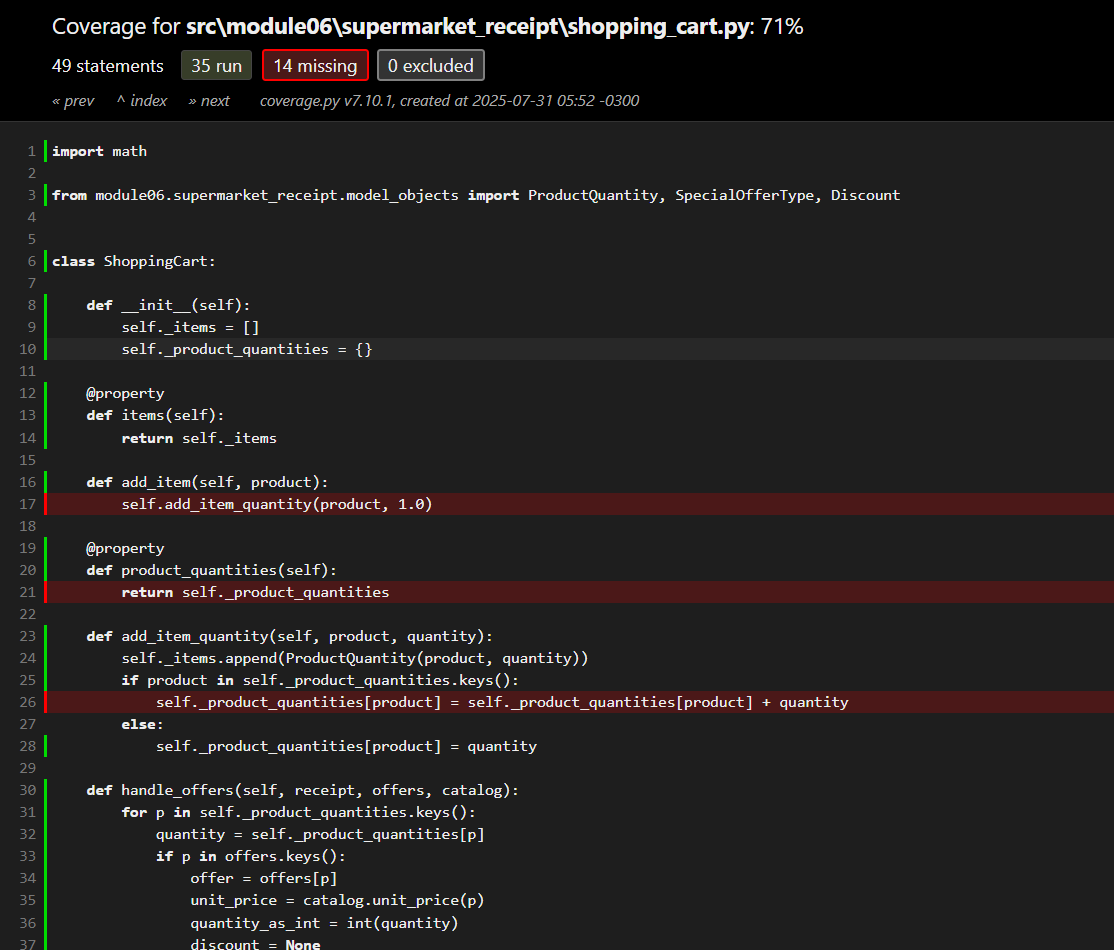 Coverage for src\module06\supermarket_receipt\shopping_cart.py: 71%
49 statements 35 run 14 missing 0 excluded
« prev ^ index » next coverage.py v7.10.1, created at 2025-07-31 05:52 -0300
1 import math
2
3 from module06.supermarket_receipt.model_objects import ProductQuantity, SpecialOfferType, Discount
4
5
6 class ShoppingCart:
7
8     def __init__(self):
9         self._items = []
10         self._product_quantities = {}
11
12     @property
13     def items(self):
14         return self._items
15
16     def add_item(self, product):
17         self.add_item_quantity(product, 1.0)
18
19     @property
20     def product_quantities(self):
21         return self._product_quantities
22
23     def add_item_quantity(self, product, quantity):
24         self._items.append(ProductQuantity(product, quantity))
25         if product in self._product_quantities.keys():
26             self._product_quantities[product] = self._product_quantities[product] + quantity
27         else:
28             self._product_quantities[product] = quantity
29
30     def handle_offers(self, receipt, offers, catalog):
31         for p in self._product_quantities.keys():
32             quantity = self._product_quantities[p]
33             if p in offers.keys():
34                 offer = offers[p]
35                 unit_price = catalog.unit_price(p)
36                 quantity_as_int = int(quantity)
37                 discount = None